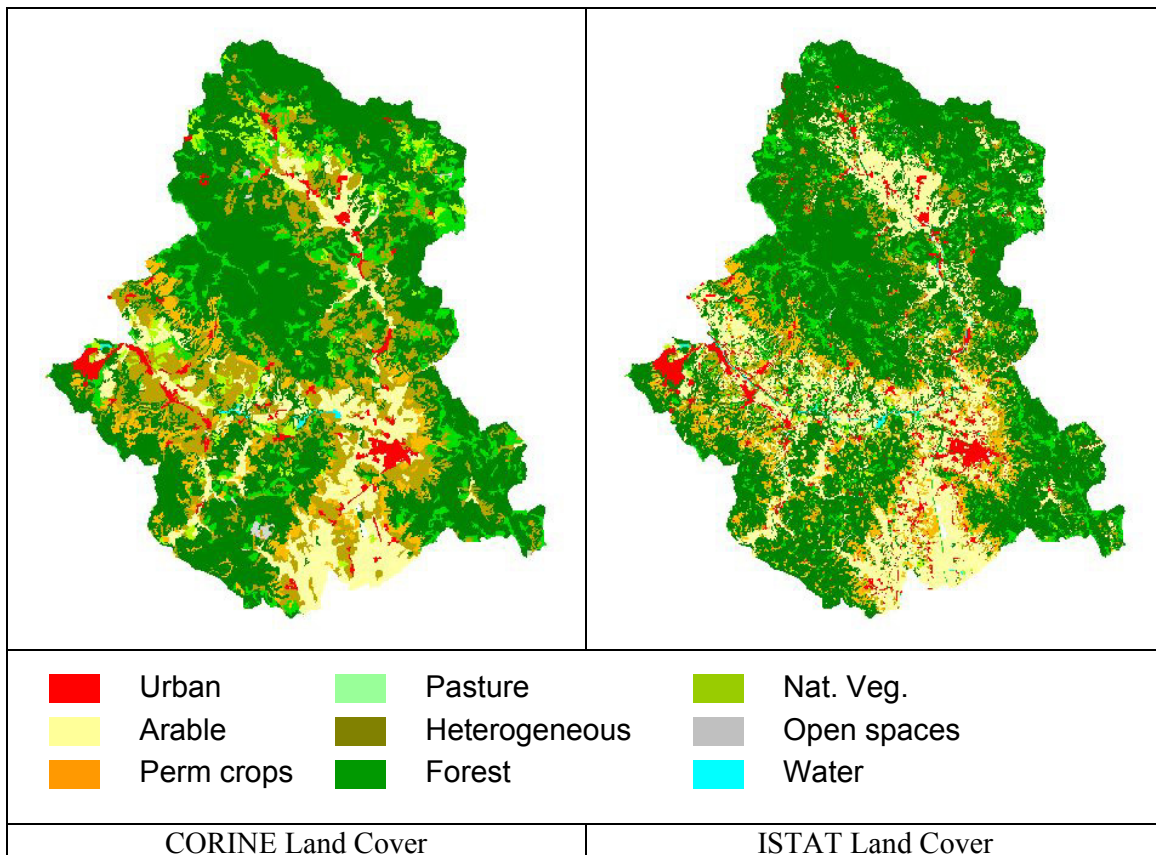 Urban Pasture Nat. Veg.
Arable Heterogeneous Open spaces
Perm crops Forest Water
CORINE Land Cover ISTAT Land Cover